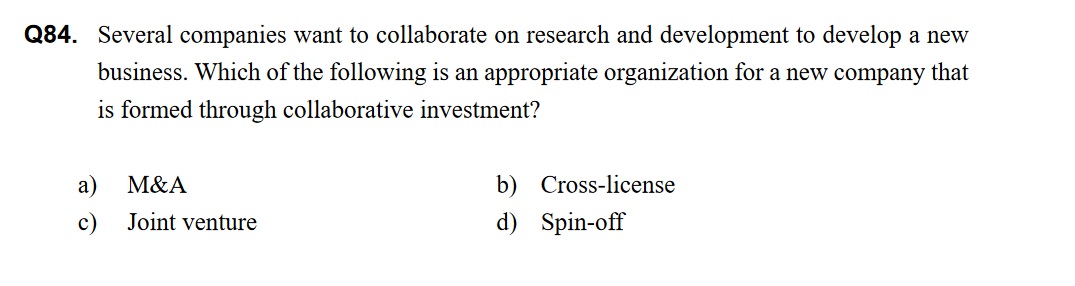 Q84. Several companies want to collaborate on research and development to develop a new
business. Which of the following is an appropriate organization for a new company that
is formed through collaborative investment?
a) M&A b) Cross-license
c) Joint venture d) Spin-off